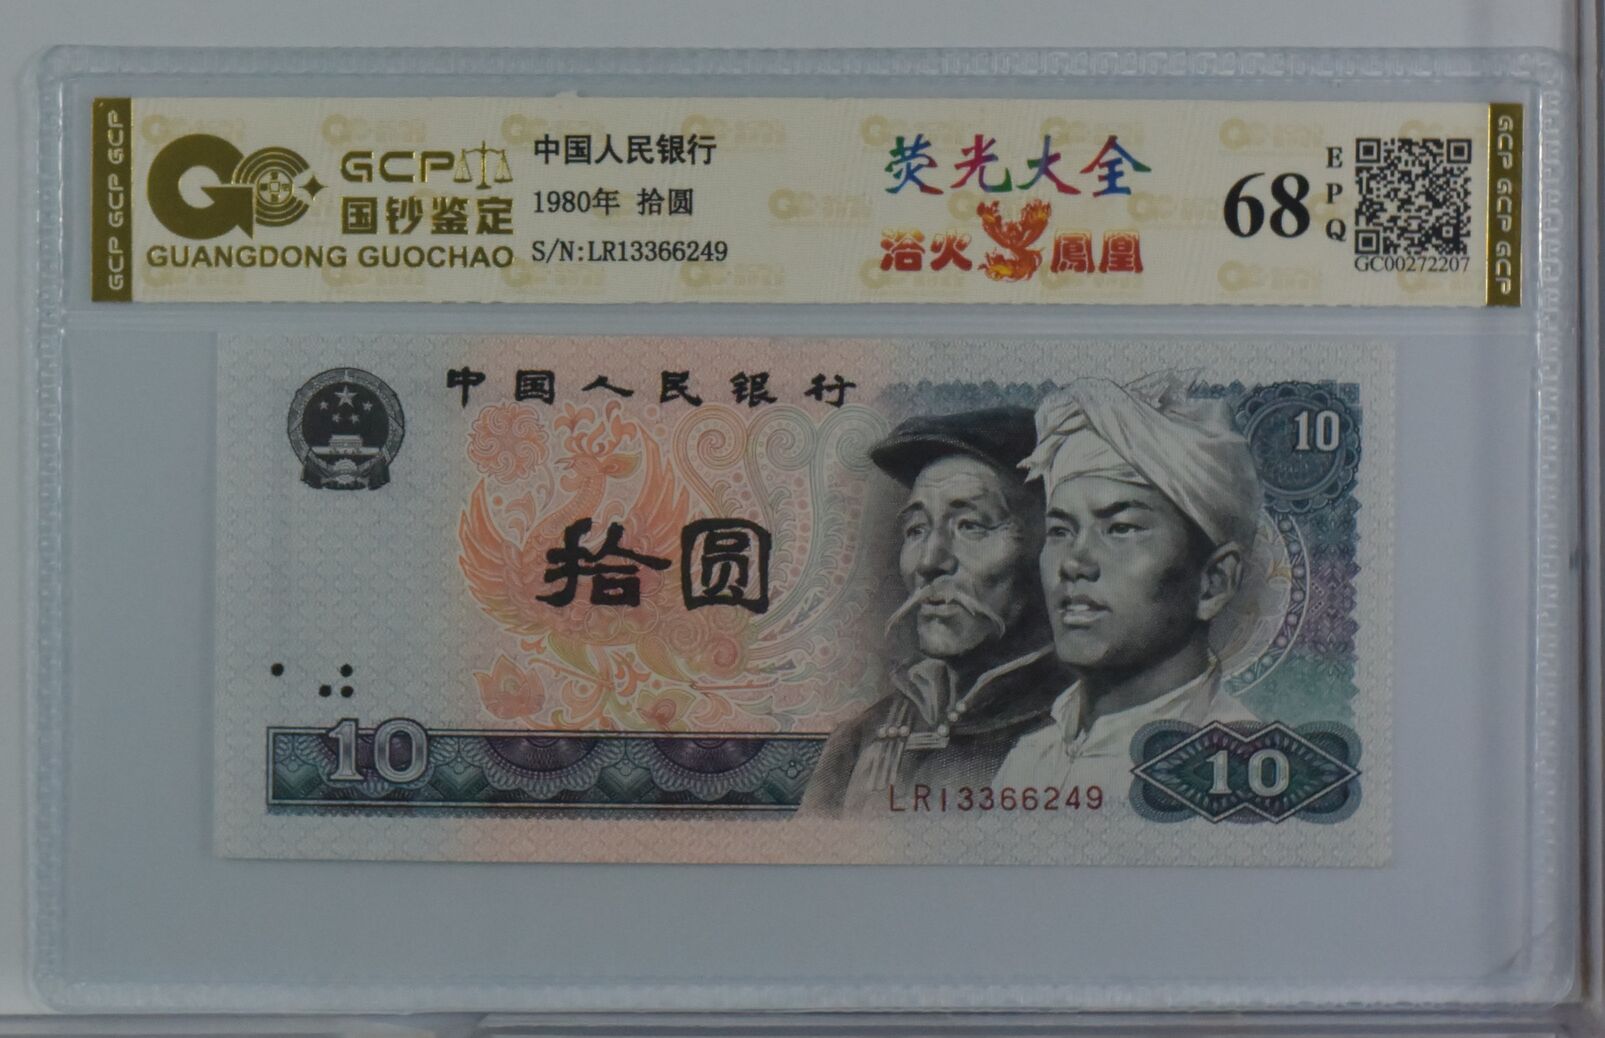 GCP GCP GCP
GCP
国钞鉴定
GUANGDONG GUOCHAO
中国人民银行
1980年 拾圆
S/N:LR13366249
荧光大全
浴火鳳凰
68
EPQ
GC00272207
GCP GCP GCP
中国人民银行
10
拾圆
10
LR13366249
10